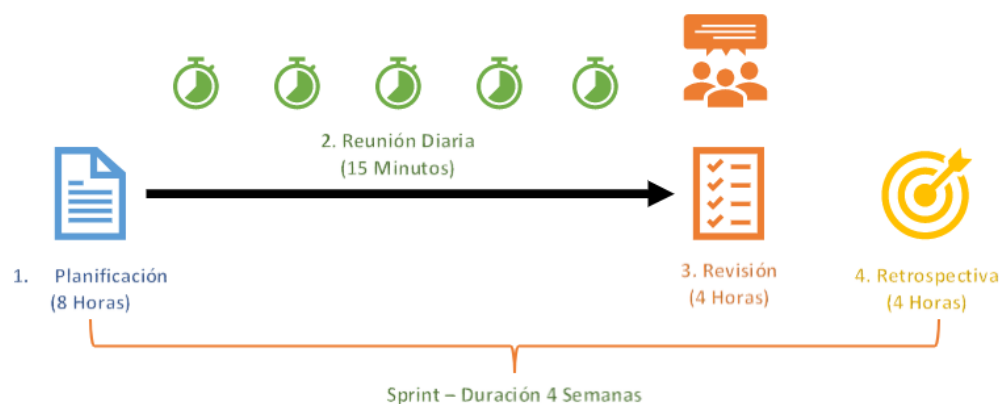 2. Reunión Diaria
(15 Minutos)
1. Planificación
(8 Horas)
3. Revisión
(4 Horas)
4. Retrospectiva
(4 Horas)
Sprint – Duración 4 Semanas